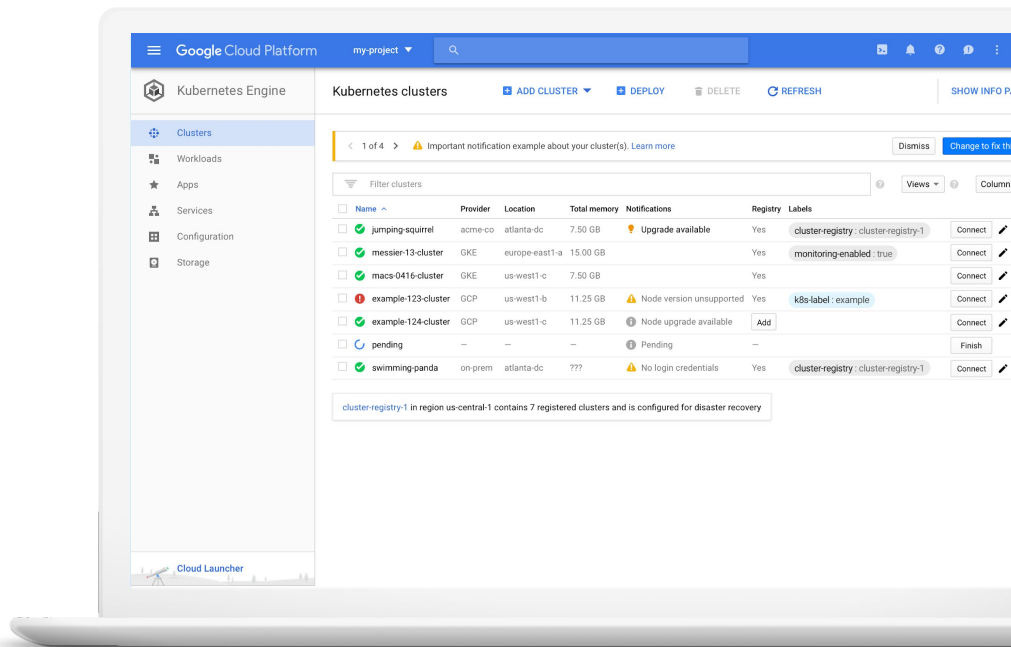 Google Cloud Platform my-project
Kubernetes Engine
Kubernetes clusters ADD CLUSTER DEPLOY DELETE REFRESH SHOW INFO PA
Clusters
Workloads
Apps
Services
Configuration
Storage
Cloud Launcher
1 of 4 Important notification example about your cluster(s). Learn more Dismiss Change to fix th
Filter clusters Views Column
Name Provider Location Total memory Notifications Registry Labels
jumping-squirrel acme-co atlanta-dc 7.50 GB Upgrade available Yes cluster-registry : cluster-registry-1 Connect
messier-13-cluster GKE europe-east1-a 15.00 GB Yes monitoring-enabled : true Connect
macs-0416-cluster GKE us-west1-c 7.50 GB Yes Connect
example-123-cluster GCP us-west1-b 11.25 GB Node version unsupported Yes k8s-label : example Connect
example-124-cluster GCP us-west1-c 11.25 GB Node upgrade available Add Connect
pending – – – Pending – Finish
swimming-panda on-prem atlanta-dc ??? No login credentials Yes cluster-registry : cluster-registry-1 Connect
cluster-registry-1 in region us-central-1 contains 7 registered clusters and is configured for disaster recovery